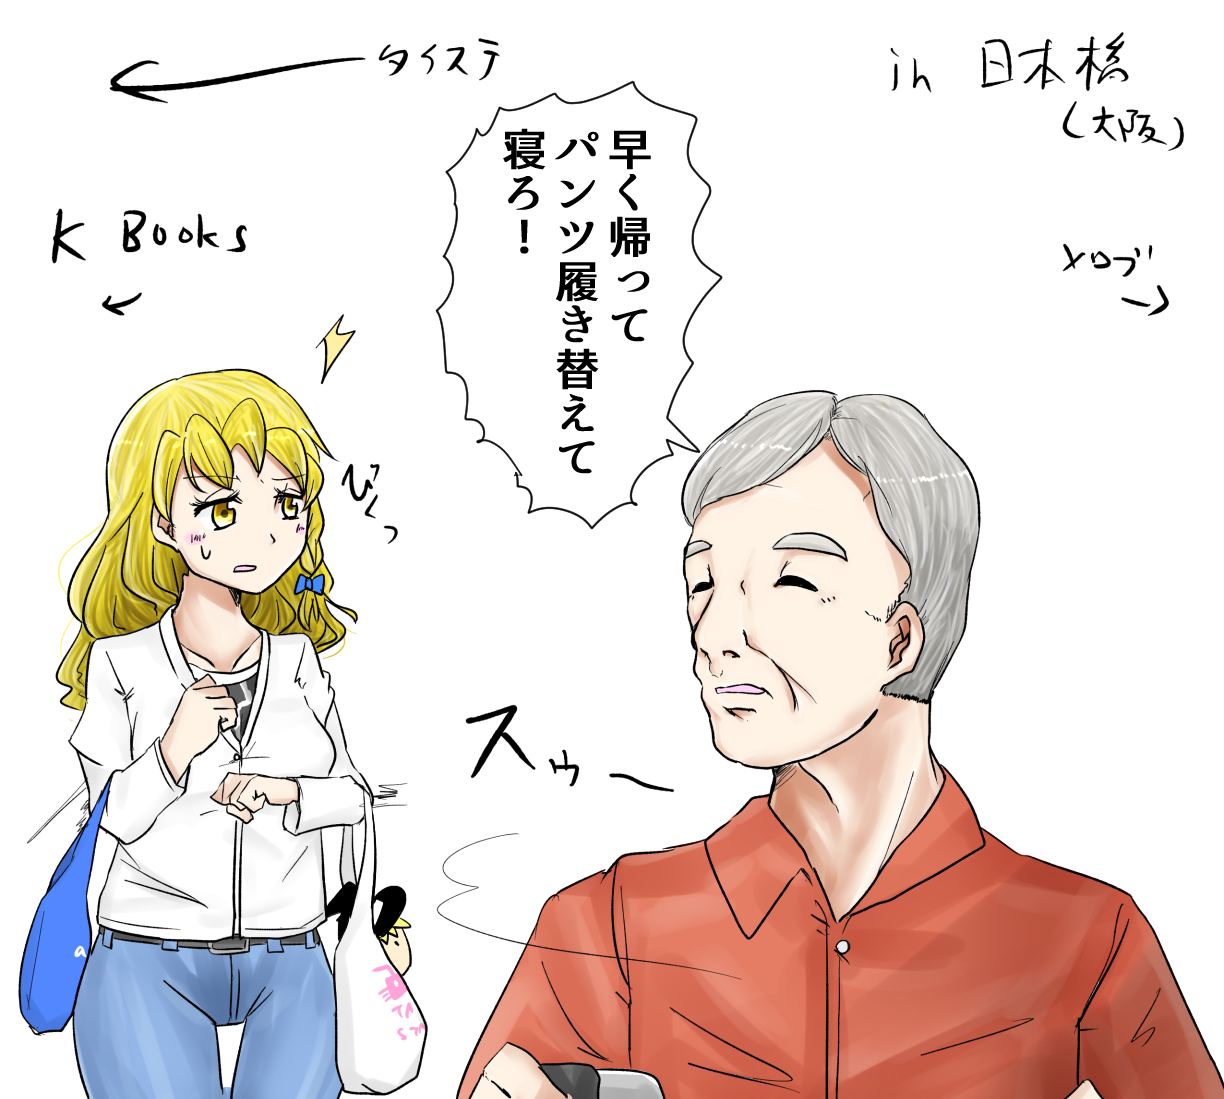 タイステ
in 日本橋
(大阪)
K Books
メロブ
早く帰って
パンツ履き替えて
寝ろ！
びくっ
スゥー
a